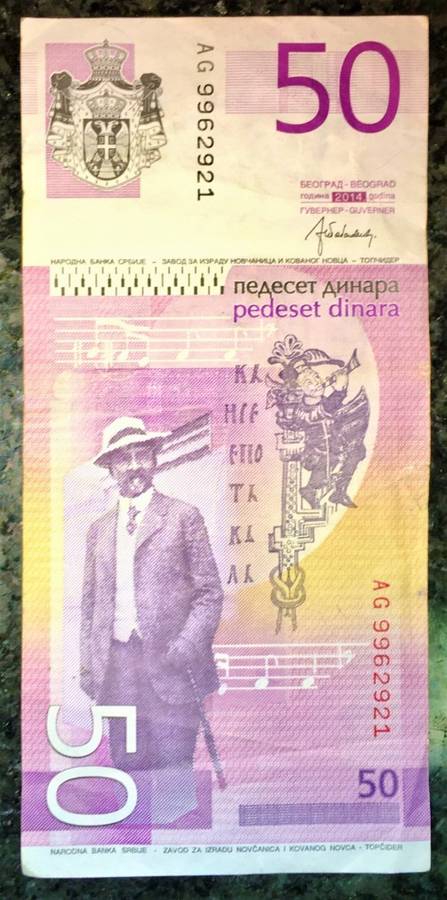 50
AG 9962921
БЕОГРАД - BEOGRAD
година 2014 godina
ГУВЕРНЕР - GUVERNER
НАРОДНА БАНКА СРБИЈЕ - ЗАВОД ЗА ИЗРАДУ НОВЧАНИЦА И КОВАНОГ НОВЦА - ТОПЧИДЕР
педесет динара
pedeset dinara
AG 9962921
50
50
NARODNA BANKA SRBIJE - ZAVOD ZA IZRADU NOVČANICA I KOVANOG NOVCA - TOPČIDER